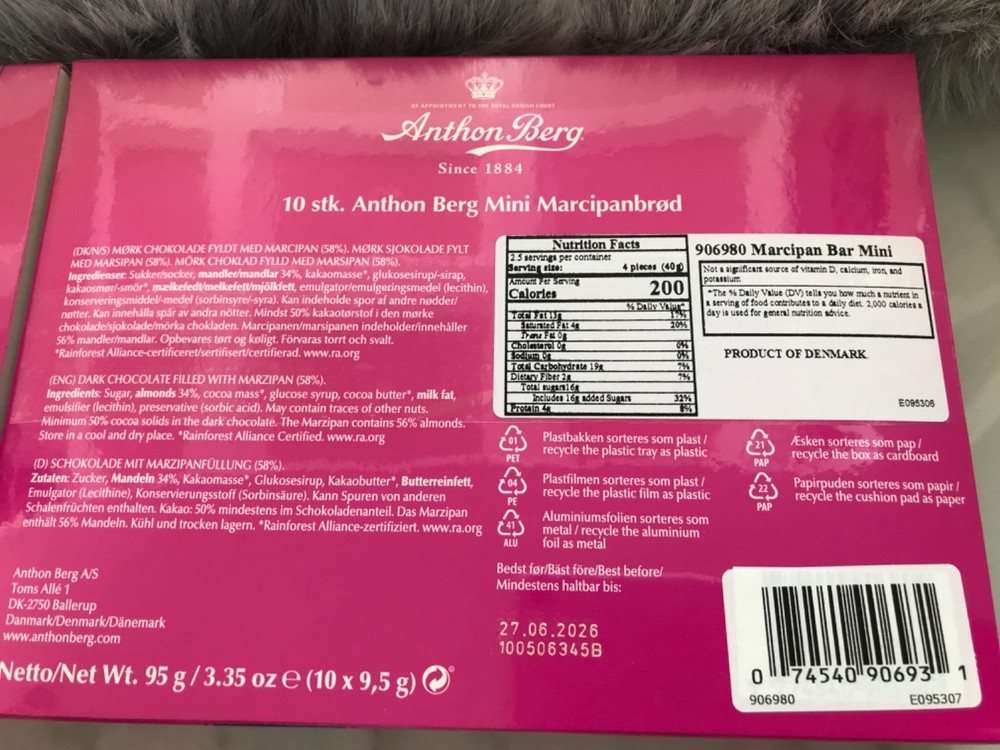 BY APPOINTMENT TO THE ROYAL DANISH COURT
Anthon Berg
Since 1884
10 stk. Anthon Berg Mini Marcipanbrød
(DK/N/S) MØRK CHOKOLADE FYLDT MED MARCIPAN (58%). MØRK SJOKOLADE FYLT
MED MARSIPAN (58%). MÖRK CHOKLAD FYLLD MED MARSIPAN (58%).
Ingredienser: Sukker/socker, mandler/mandlar 34%, kakaomasse*, glukosesirup/-sirap,
kakaosmør/-smör*, mælkefedt/melkefett/mjölkfett, emulgator/emulgeringsmedel (lecithin),
konserveringsmiddel/-medel (sorbinsyre/-syra). Kan indeholde spor af andre nødder/
nøtter. Kan innehålla spår av andra nötter. Mindst 50% kakaotørstof i den mørke
chokolade/sjokolade/mörka chokladen. Marcipanen/marsipanen indeholder/innehåller
56% mandler/mandlar. Opbevares tørt og køligt. Förvaras torrt och svalt.
*Rainforest Alliance-certificeret/sertifisert/certifierad. www.ra.org
(ENG) DARK CHOCOLATE FILLED WITH MARZIPAN (58%).
Ingredients: Sugar, almonds 34%, cocoa mass*, glucose syrup, cocoa butter*, milk fat,
emulsifier (lecithin), preservative (sorbic acid). May contain traces of other nuts.
Minimum 50% cocoa solids in the dark chocolate. The Marzipan contains 56% almonds.
Store in a cool and dry place. *Rainforest Alliance Certified. www.ra.org
(D) SCHOKOLADE MIT MARZIPANFÜLLUNG (58%).
Zutaten: Zucker, Mandeln 34%, Kakaomasse*, Glukosesirup, Kakaobutter*, Butterreinfett,
Emulgator (Lecithine), Konservierungsstoff (Sorbinsäure). Kann Spuren von anderen
Schalenfrüchten enthalten. Kakao: 50% mindestens im Schokoladenanteil. Das Marzipan
enthält 56% Mandeln. Kühl und trocken lagern. *Rainforest Alliance-zertifiziert. www.ra.org
Anthon Berg A/S
Toms Allé 1
DK-2750 Ballerup
Danmark/Denmark/Dänemark
www.anthonberg.com
Netto/Net Wt. 95 g / 3.35 oz e (10 x 9,5 g)
Nutrition Facts
2.5 servings per container
Serving size: 4 pieces (40g)
Amount Per Serving
Calories 200
% Daily Value*
Total Fat 13g 17%
Saturated Fat 4g 20%
Trans Fat 0g
Cholesterol 0g 0%
Sodium 0g 0%
Total Carbohydrate 19g 7%
Dietary Fiber 2g 7%
Total sugars16g
Includes 16g added Sugars 32%
Protein 4g 8%
906980 Marcipan Bar Mini
Not a significant source of vitamin D, calcium, iron, and
potassium
*The % Daily Value (DV) tells you how much a nutrient in
a serving of food contributes to a daily diet. 2,000 calories a
day is used for general nutrition advice.
PRODUCT OF DENMARK
E095306
01
PET
Plastbakken sorteres som plast /
recycle the plastic tray as plastic
04
PE
Plastfilmen sorteres som plast /
recycle the plastic film as plastic
41
ALU
Aluminiumsfolien sorteres som
metal / recycle the aluminium
foil as metal
21
PAP
Æsken sorteres som pap /
recycle the box as cardboard
22
PAP
Papirpuden sorteres som papir /
recycle the cushion pad as paper
Bedst før/Bäst före/Best before/
Mindestens haltbar bis:
27.06.2026
100506345B
0 74540 90693 1
906980 E095307